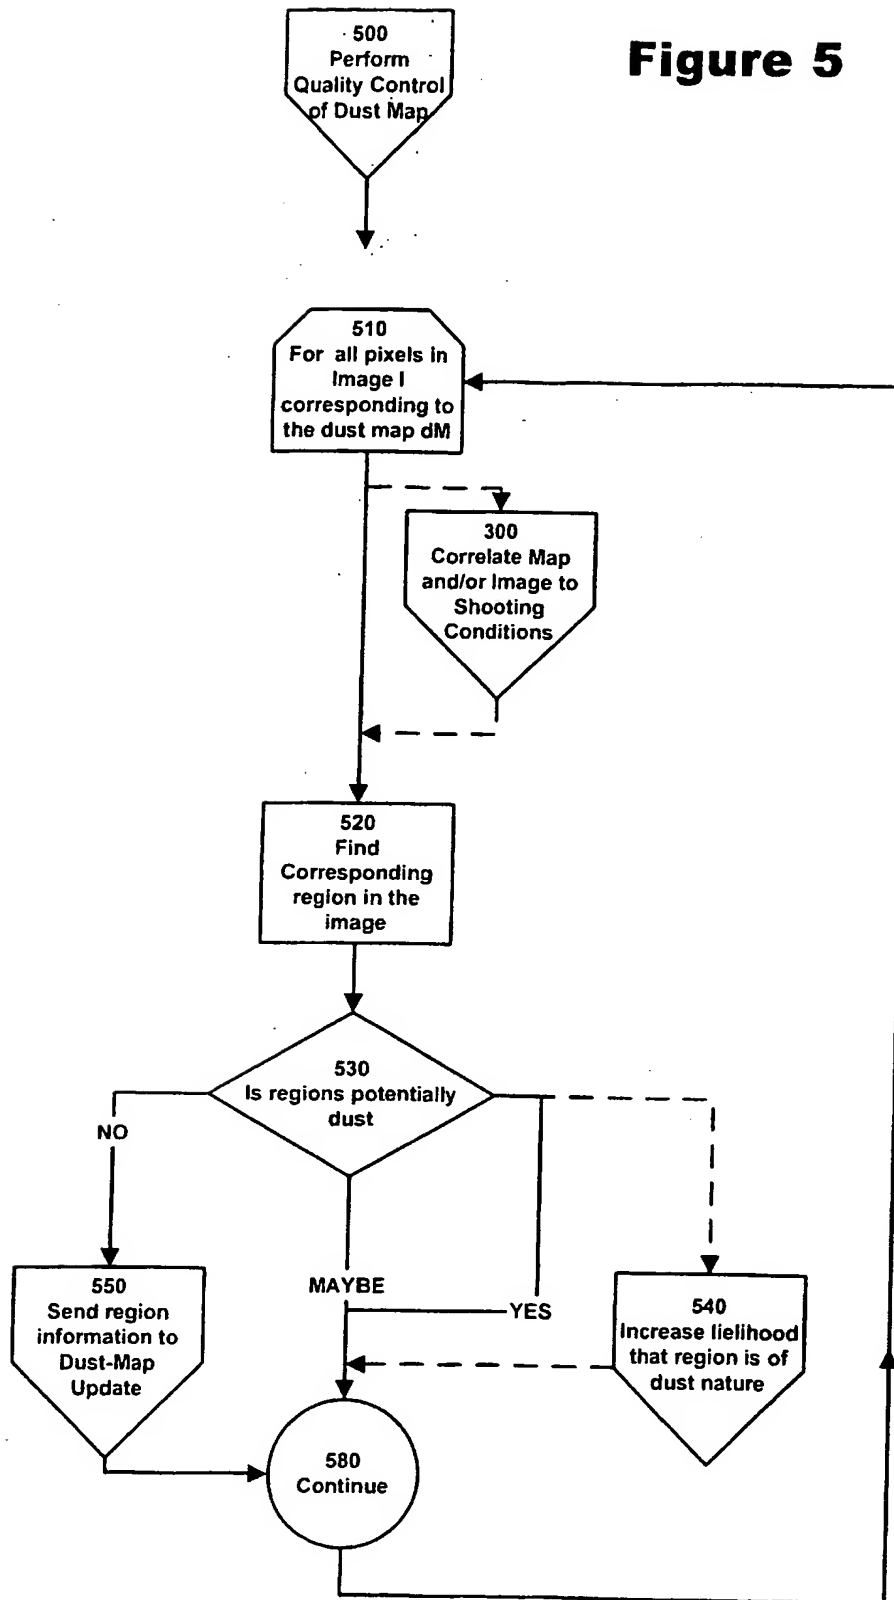 Figure 5
500
Perform
Quality Control
of Dust Map
510
For all pixels in
Image I
corresponding to
the dust map dM
300
Correlate Map
and/or Image to
Shooting
Conditions
520
Find
Corresponding
region in the
image
530
Is regions potentially
dust
NO
MAYBE
YES
550
Send region
information to
Dust-Map
Update
540
Increase lielihood
that region is of
dust nature
580
Continue